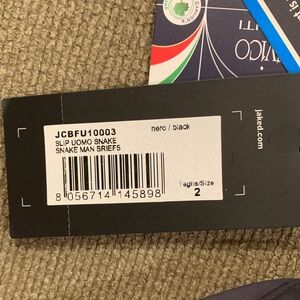 JCBFU10003
nero / black
SLIP UOMO SNAKE
SNAKE MAN BRIEFS
Taglia/Size
2
8 056714 145898
jaked.com